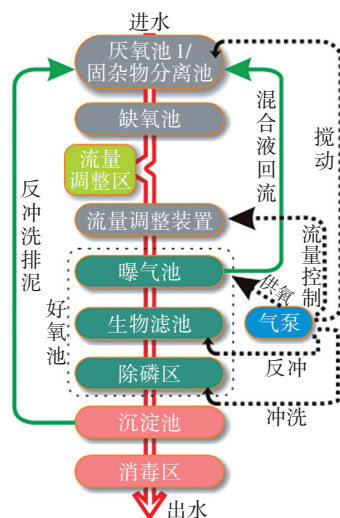 进水
厌氧池 1/
固杂物分离池
缺氧池
流量
调整区
流量调整装置
曝气池
生物滤池
除磷区
好氧池
沉淀池
消毒区
出水
反冲洗排泥
混合液回流
搅动
流量控制
供氧
气泵
反冲
冲洗